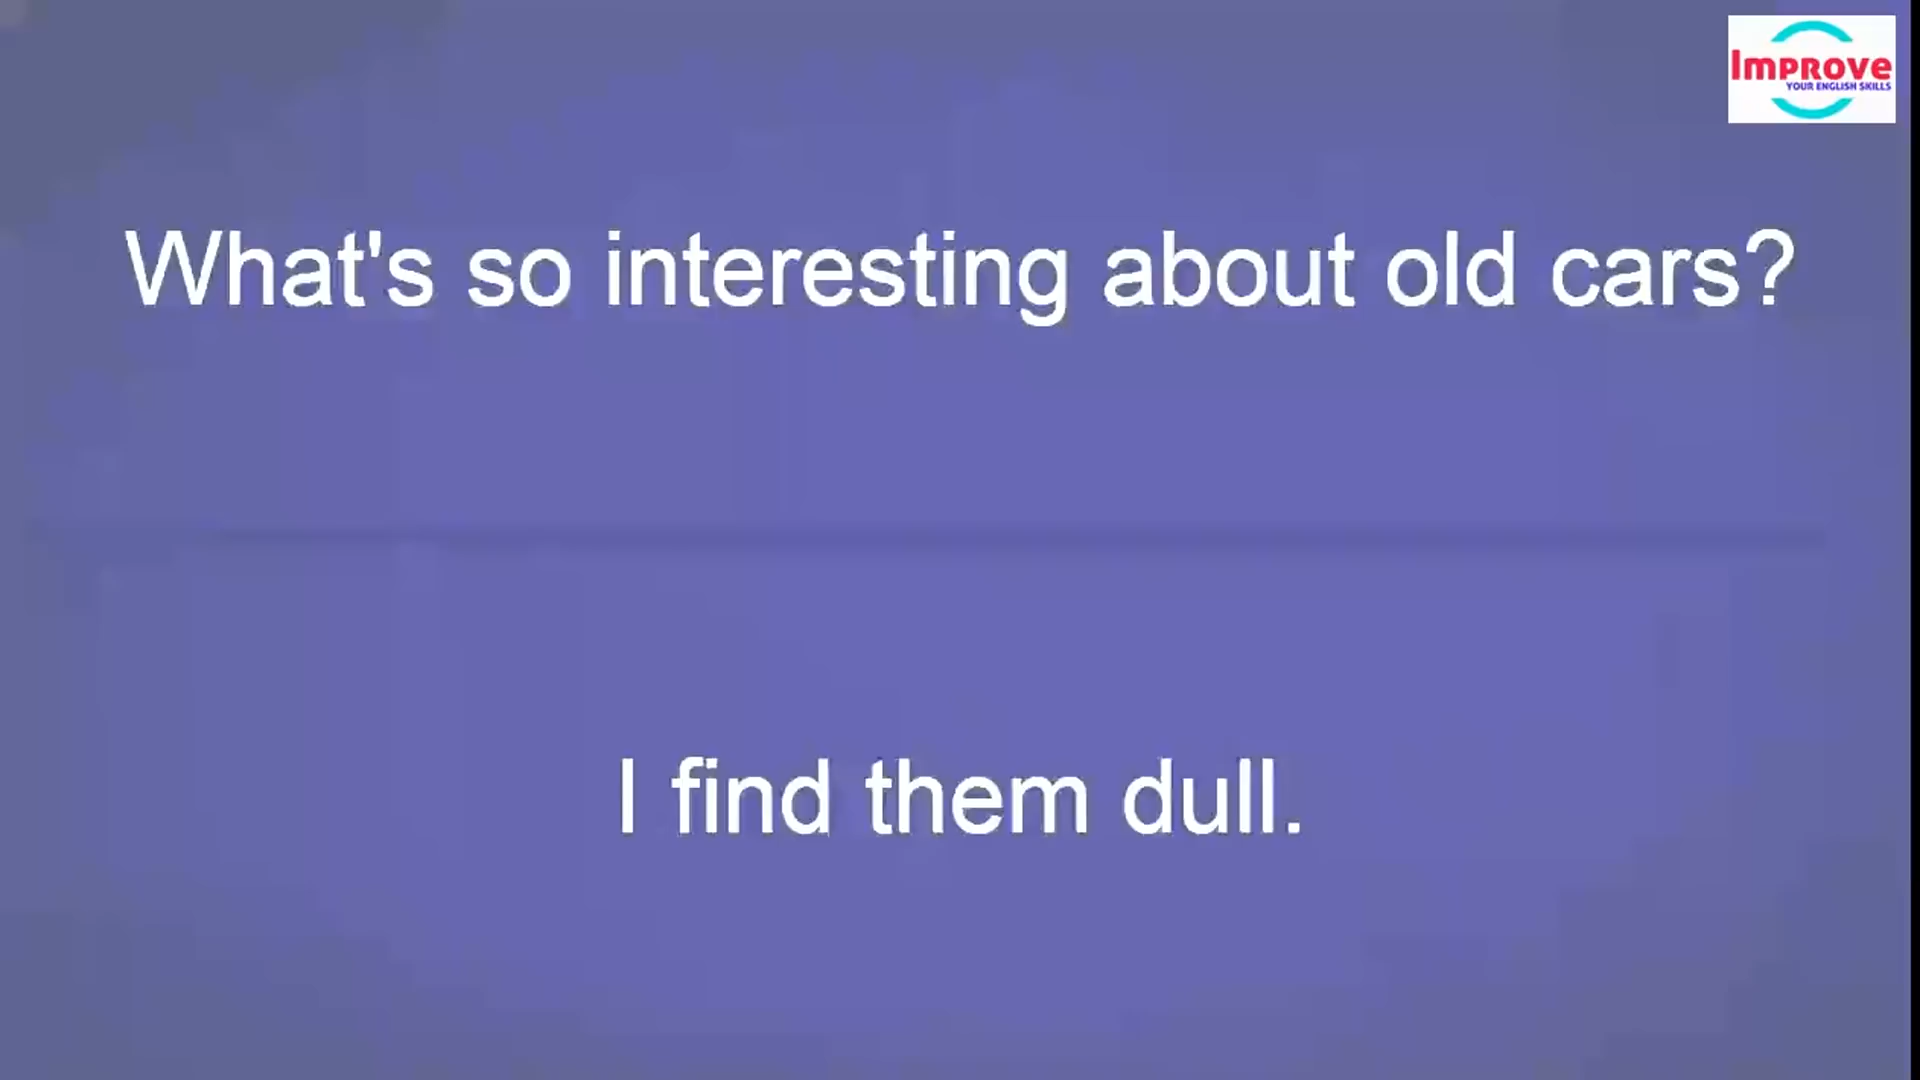 Improve
YOUR ENGLISH SKILLS
What's so interesting about old cars?
I find them dull.